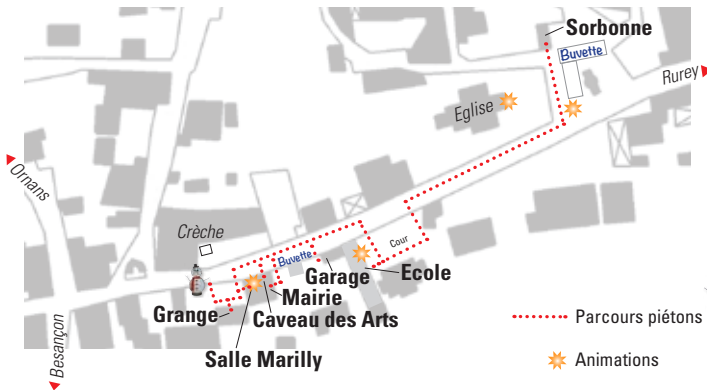 Sorbonne
Buvette
Rurey
Eglise
Ornans
Crèche
Cour
Buvette
Garage
Ecole
Mairie
Grange
Caveau des Arts
Parcours piétons
Besançon
Salle Marilly
Animations